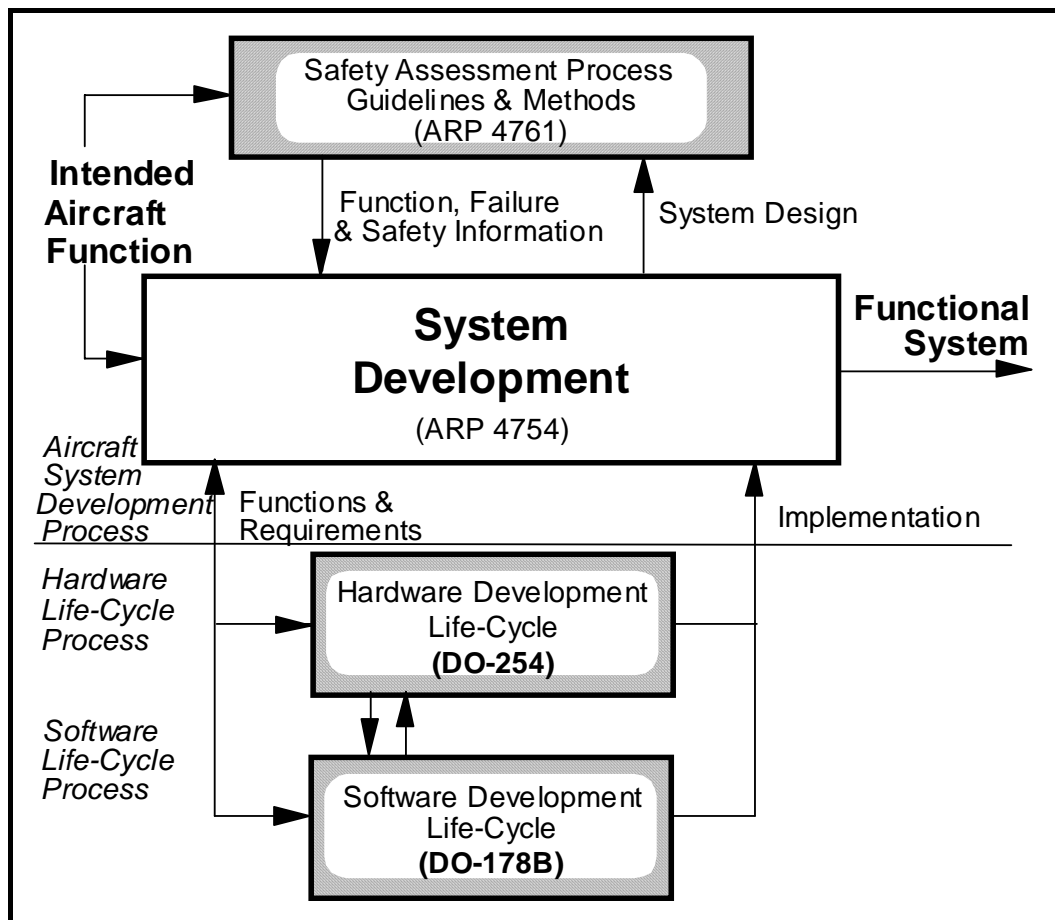 Safety Assessment Process
Guidelines & Methods
(ARP 4761)
Intended
Aircraft
Function
Function, Failure
& Safety Information
System Design
System
Development
(ARP 4754)
Functional
System
Aircraft
System
Development
Process
Functions &
Requirements
Implementation
Hardware
Life-Cycle
Process
Hardware Development
Life-Cycle
(DO-254)
Software
Life-Cycle
Process
Software Development
Life-Cycle
(DO-178B)